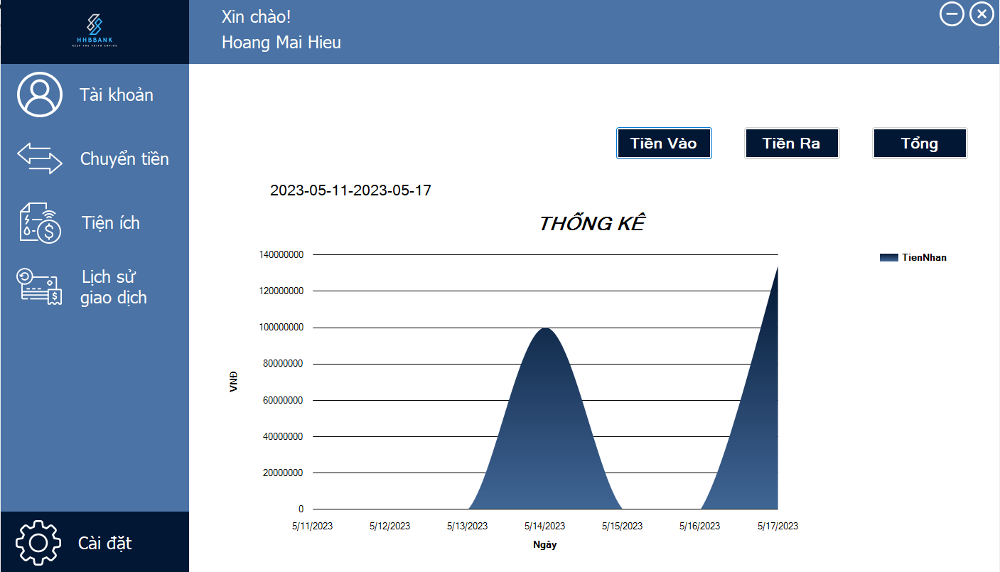 HHBBANK
KEEP THE FAITH ENTIRE
Xin chào!
Hoang Mai Hieu
Tài khoản
Chuyển tiền
Tiện ích
Lịch sử
giao dịch
Cài đặt
Tiền Vào
Tiền Ra
Tổng
2023-05-11-2023-05-17
THỐNG KÊ
TienNhan
VNĐ
140000000
120000000
100000000
80000000
60000000
40000000
20000000
0
5/11/2023
5/12/2023
5/13/2023
5/14/2023
5/15/2023
5/16/2023
5/17/2023
Ngày